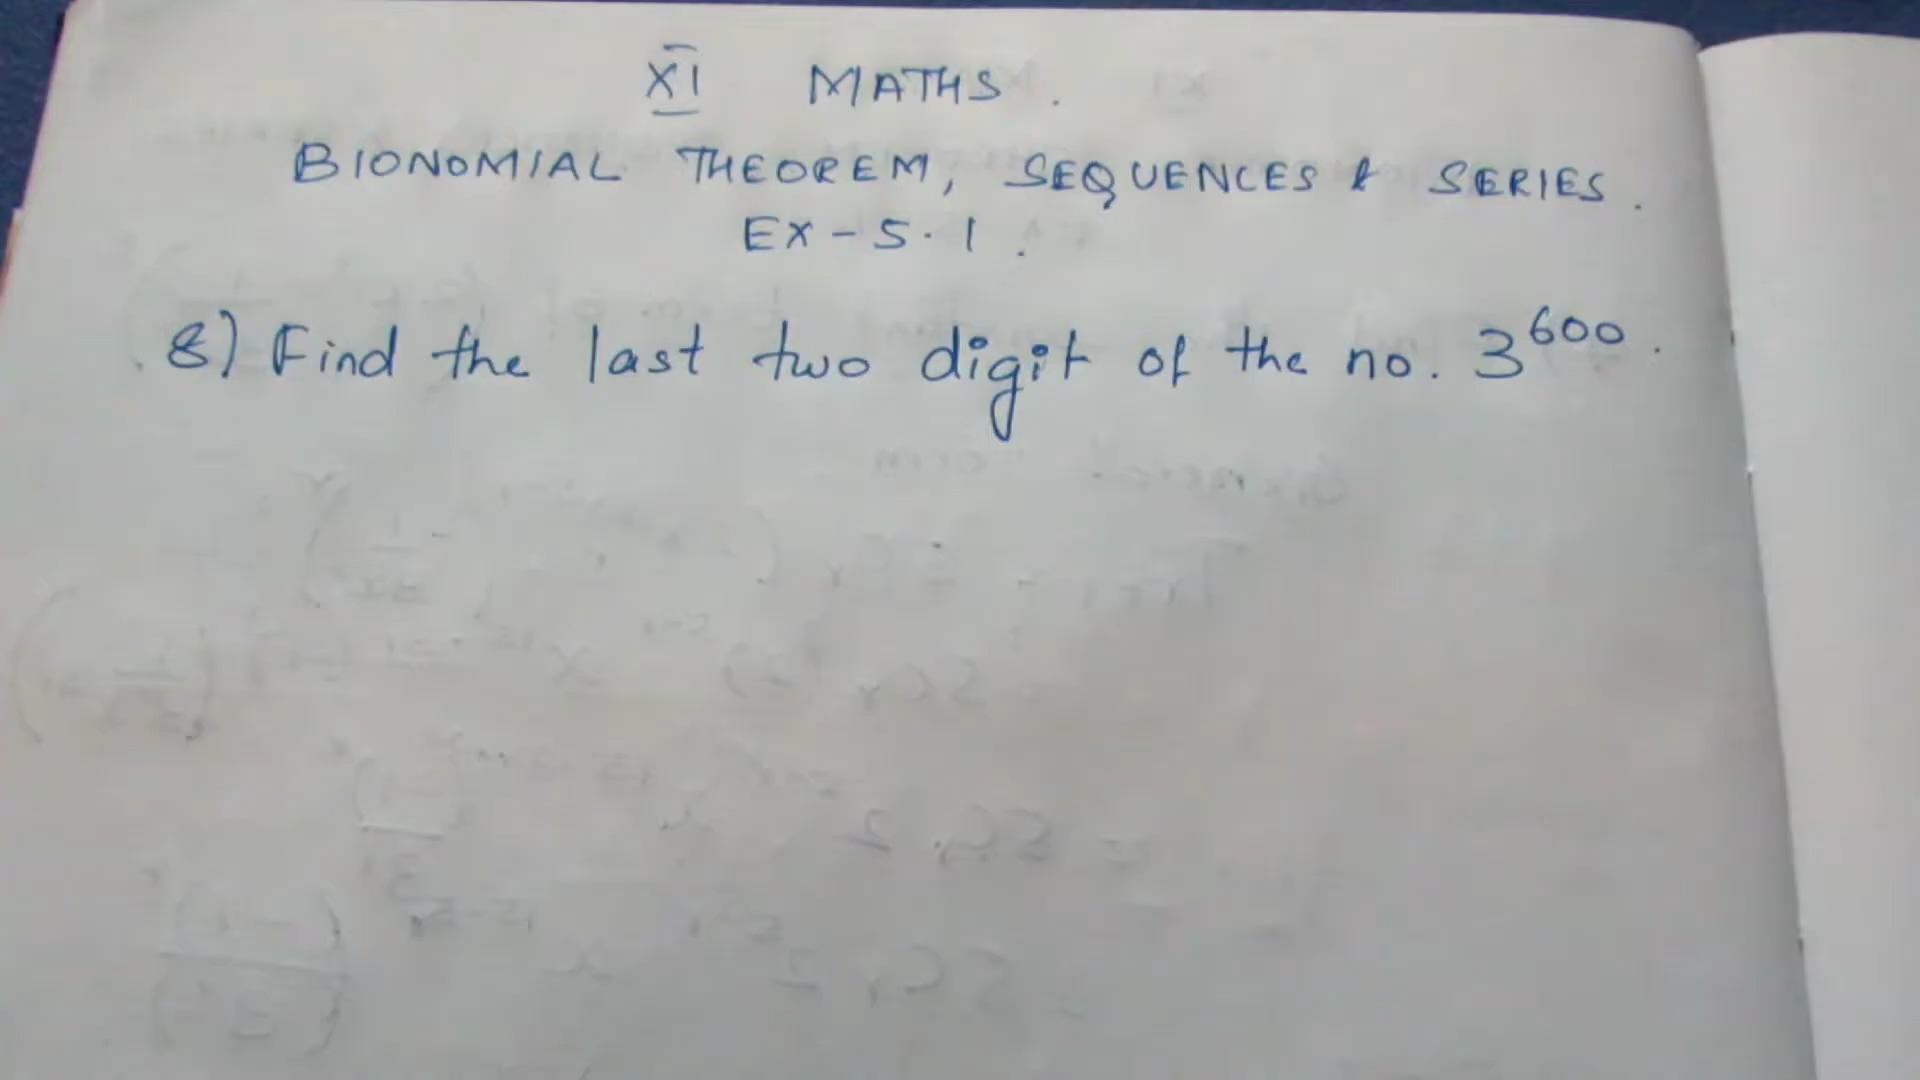 XI MATHS.
BIONOMIAL THEOREM, SEQUENCES & SERIES.
EX - 5.1.
8) Find the last two digit of the no. 3^600.